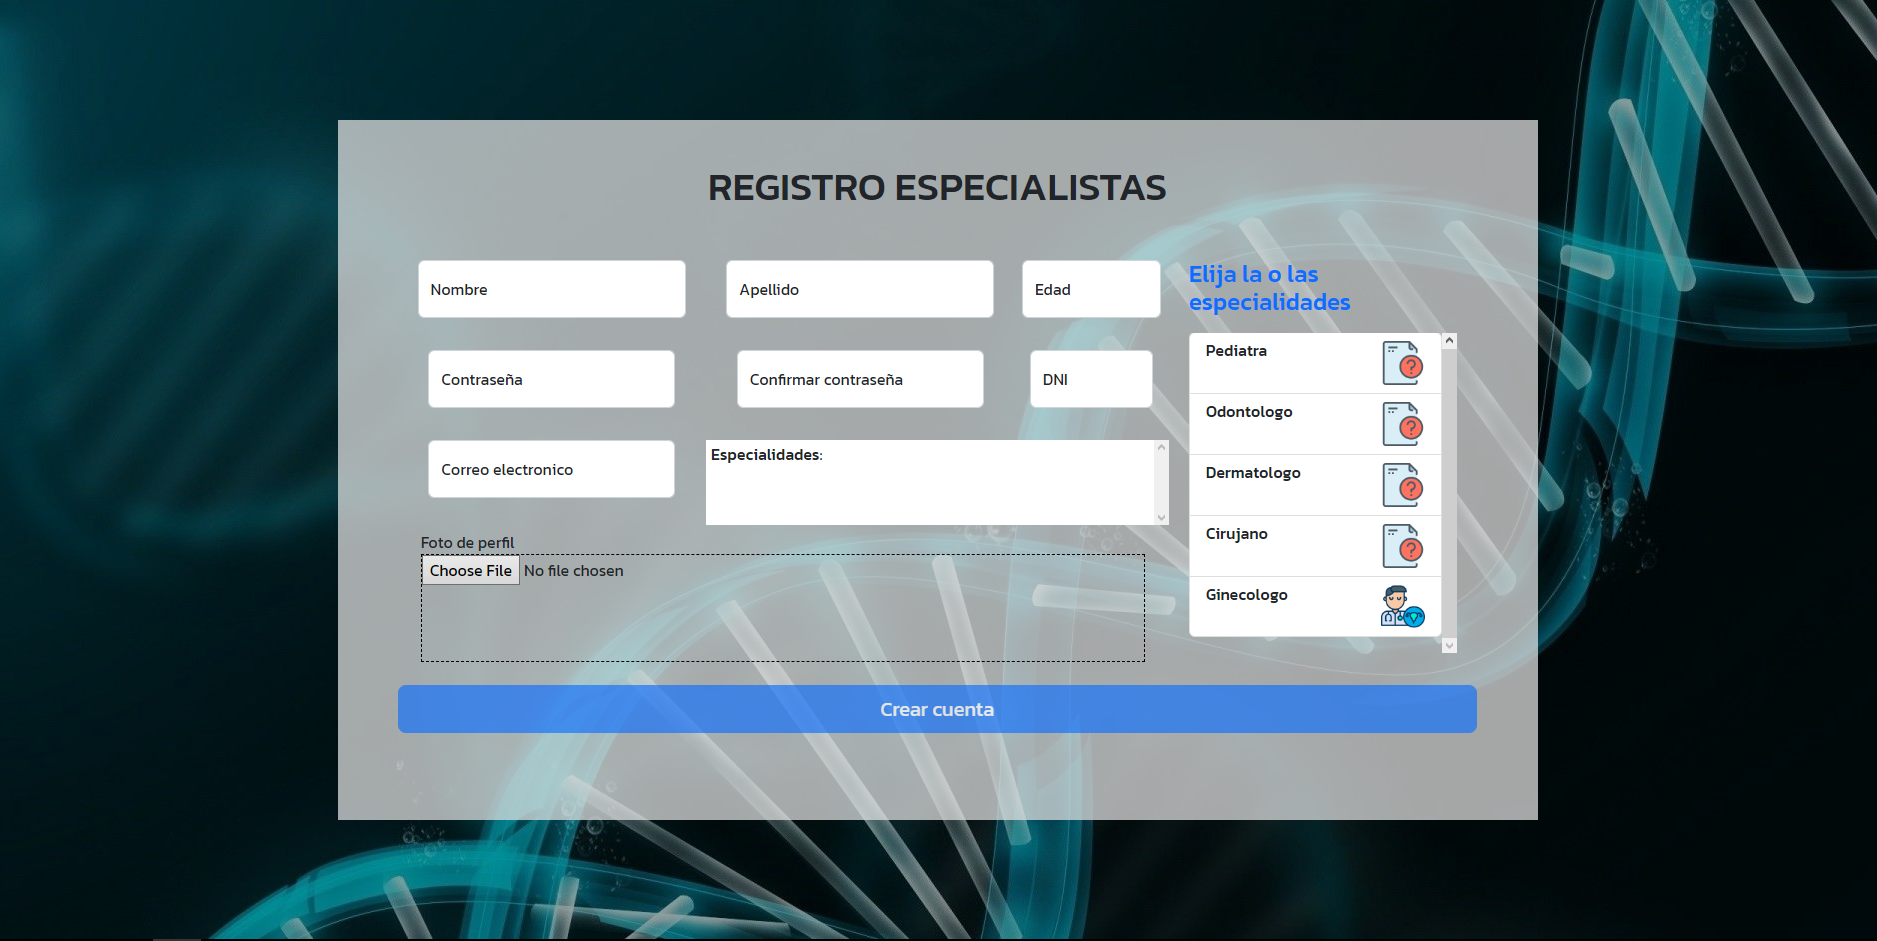 REGISTRO ESPECIALISTAS
Nombre
Apellido
Edad
Elija la o las
especialidades
Contraseña
Confirmar contraseña
DNI
Correo electronico
Especialidades:
Pediatra
Odontologo
Dermatologo
Cirujano
Ginecologo
Foto de perfil
Choose File No file chosen
Crear cuenta